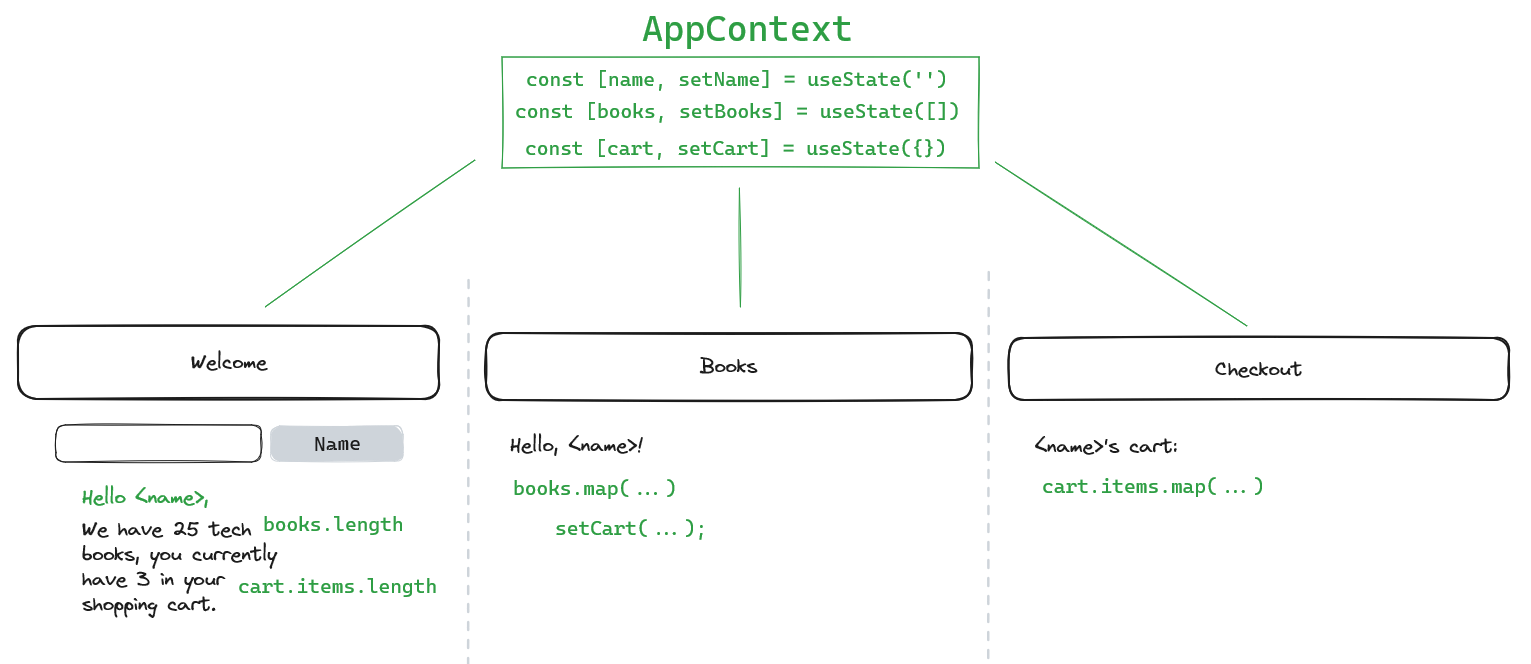 AppContext
const [name, setName] = useState('')
const [books, setBooks] = useState([])
const [cart, setCart] = useState({})
Welcome
Name
Hello <name>,
We have 25 tech books.length
books, you currently
have 3 in your cart.items.length
shopping cart.
Books
Hello, <name>!
books.map(...)
setCart(...);
Checkout
<name>'s cart:
cart.items.map(...)